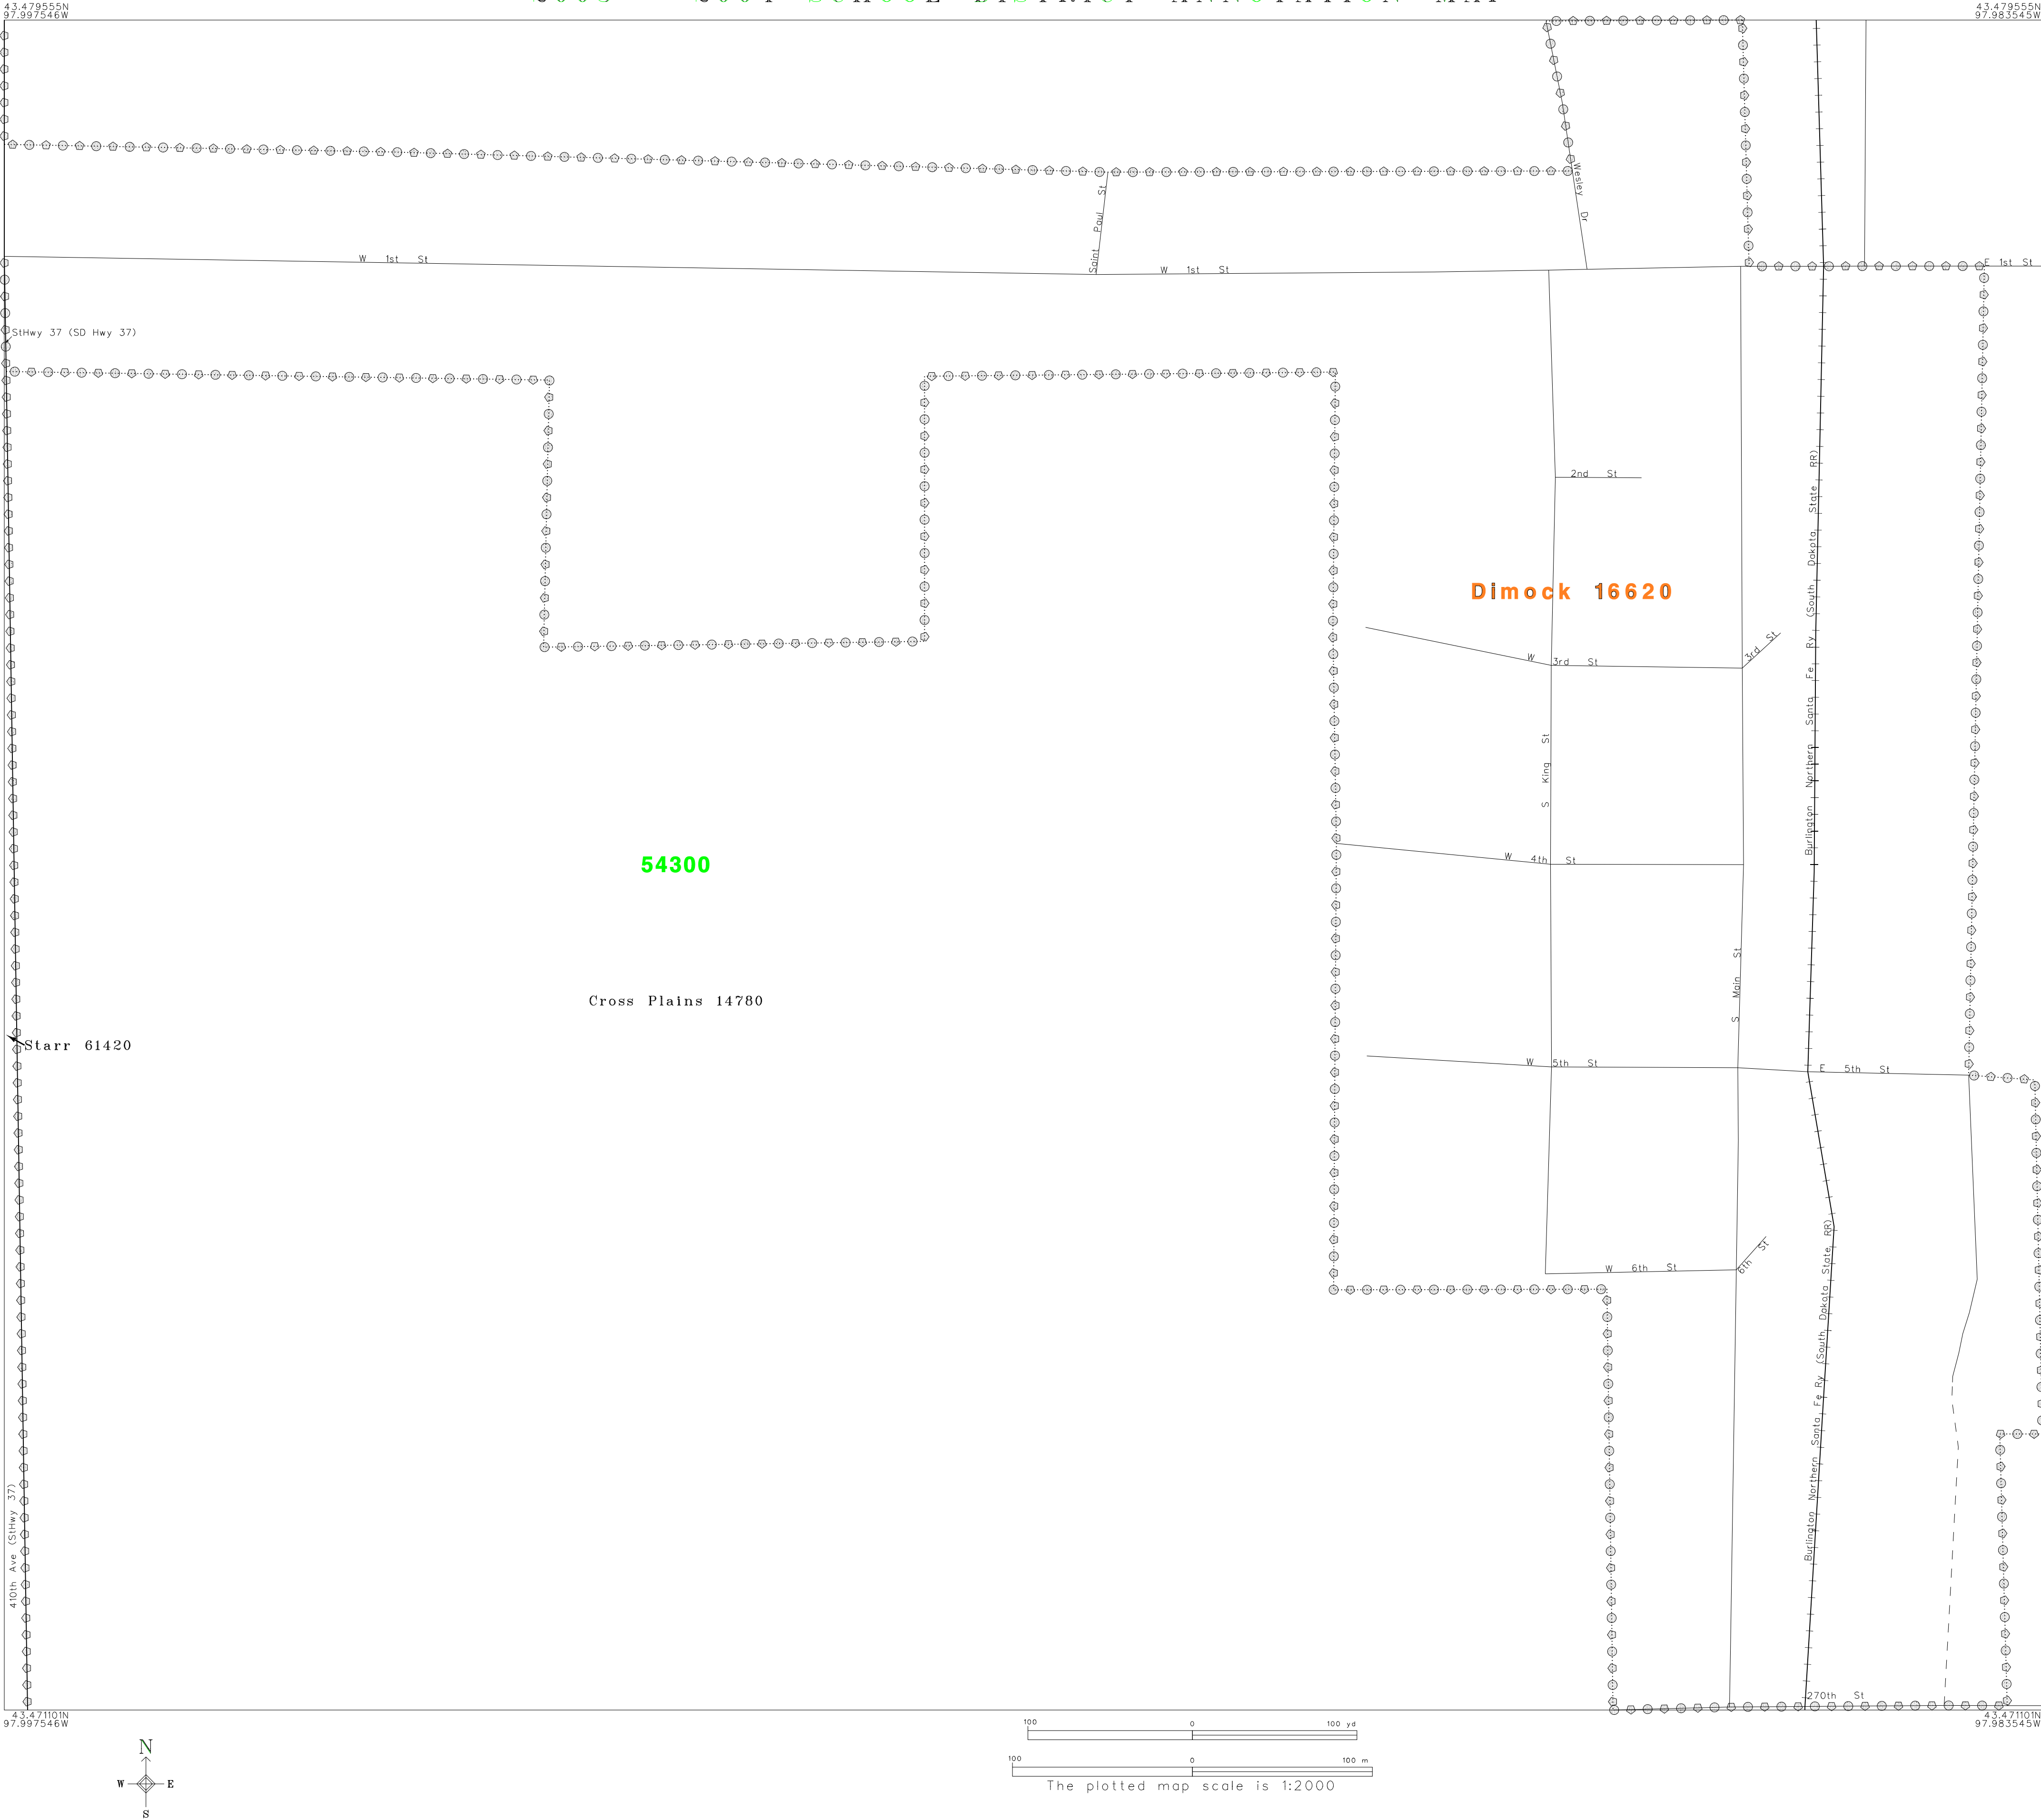 SCHOOL DISTRICT ANNOTATION MAP
43.479555N
97.997546W
43.479555N
97.983545W
Wesley Dr
Saint Paul St
W 1st St
W 1st St
E 1st St
StHwy 37 (SD Hwy 37)
2nd St
Burlington Northern Santa Fe Ry (South Dakota State RR)
Dimock 16620
W 3rd St
3rd St
S King St
54300
W 4th St
S Main St
Cross Plains 14780
Starr 61420
W 5th St
E 5th St
W 6th St
6th St
Burlington Northern Santa Fe Ry (South Dakota State RR)
410th Ave (StHwy 37)
270th St
43.471101N
97.997546W
43.471101N
97.983545W
100 0 100 yd
100 0 100 m
The plotted map scale is 1:2000
N
W E
S